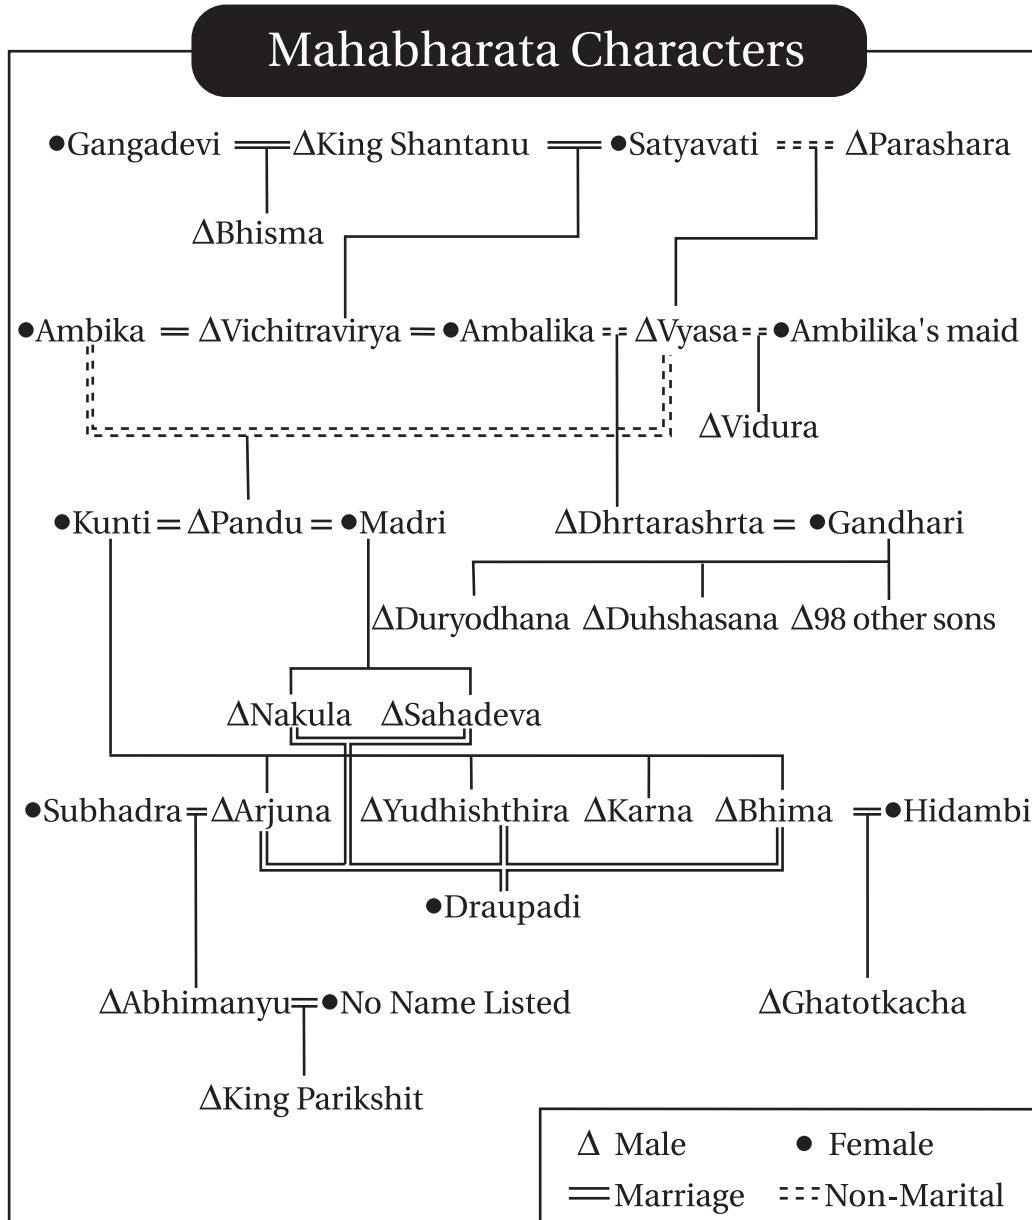 Mahabharata Characters
●Gangadevi ΔKing Shantanu ●Satyavati ΔParashara
ΔBhisma
●Ambika ΔVichitravirya ●Ambalika ΔVyasa ●Ambilika's maid
ΔVidura
●Kunti ΔPandu ●Madri ΔDhrtarashrta ●Gandhari
ΔDuryodhana ΔDuhshasana Δ98 other sons
ΔNakula ΔSahadeva
●Subhadra ΔArjuna ΔYudhishthira ΔKarna ΔBhima ●Hidambi
●Draupadi
ΔAbhimanyu ●No Name Listed ΔGhatotkacha
ΔKing Parikshit
Δ Male ● Female
Marriage Non-Marital